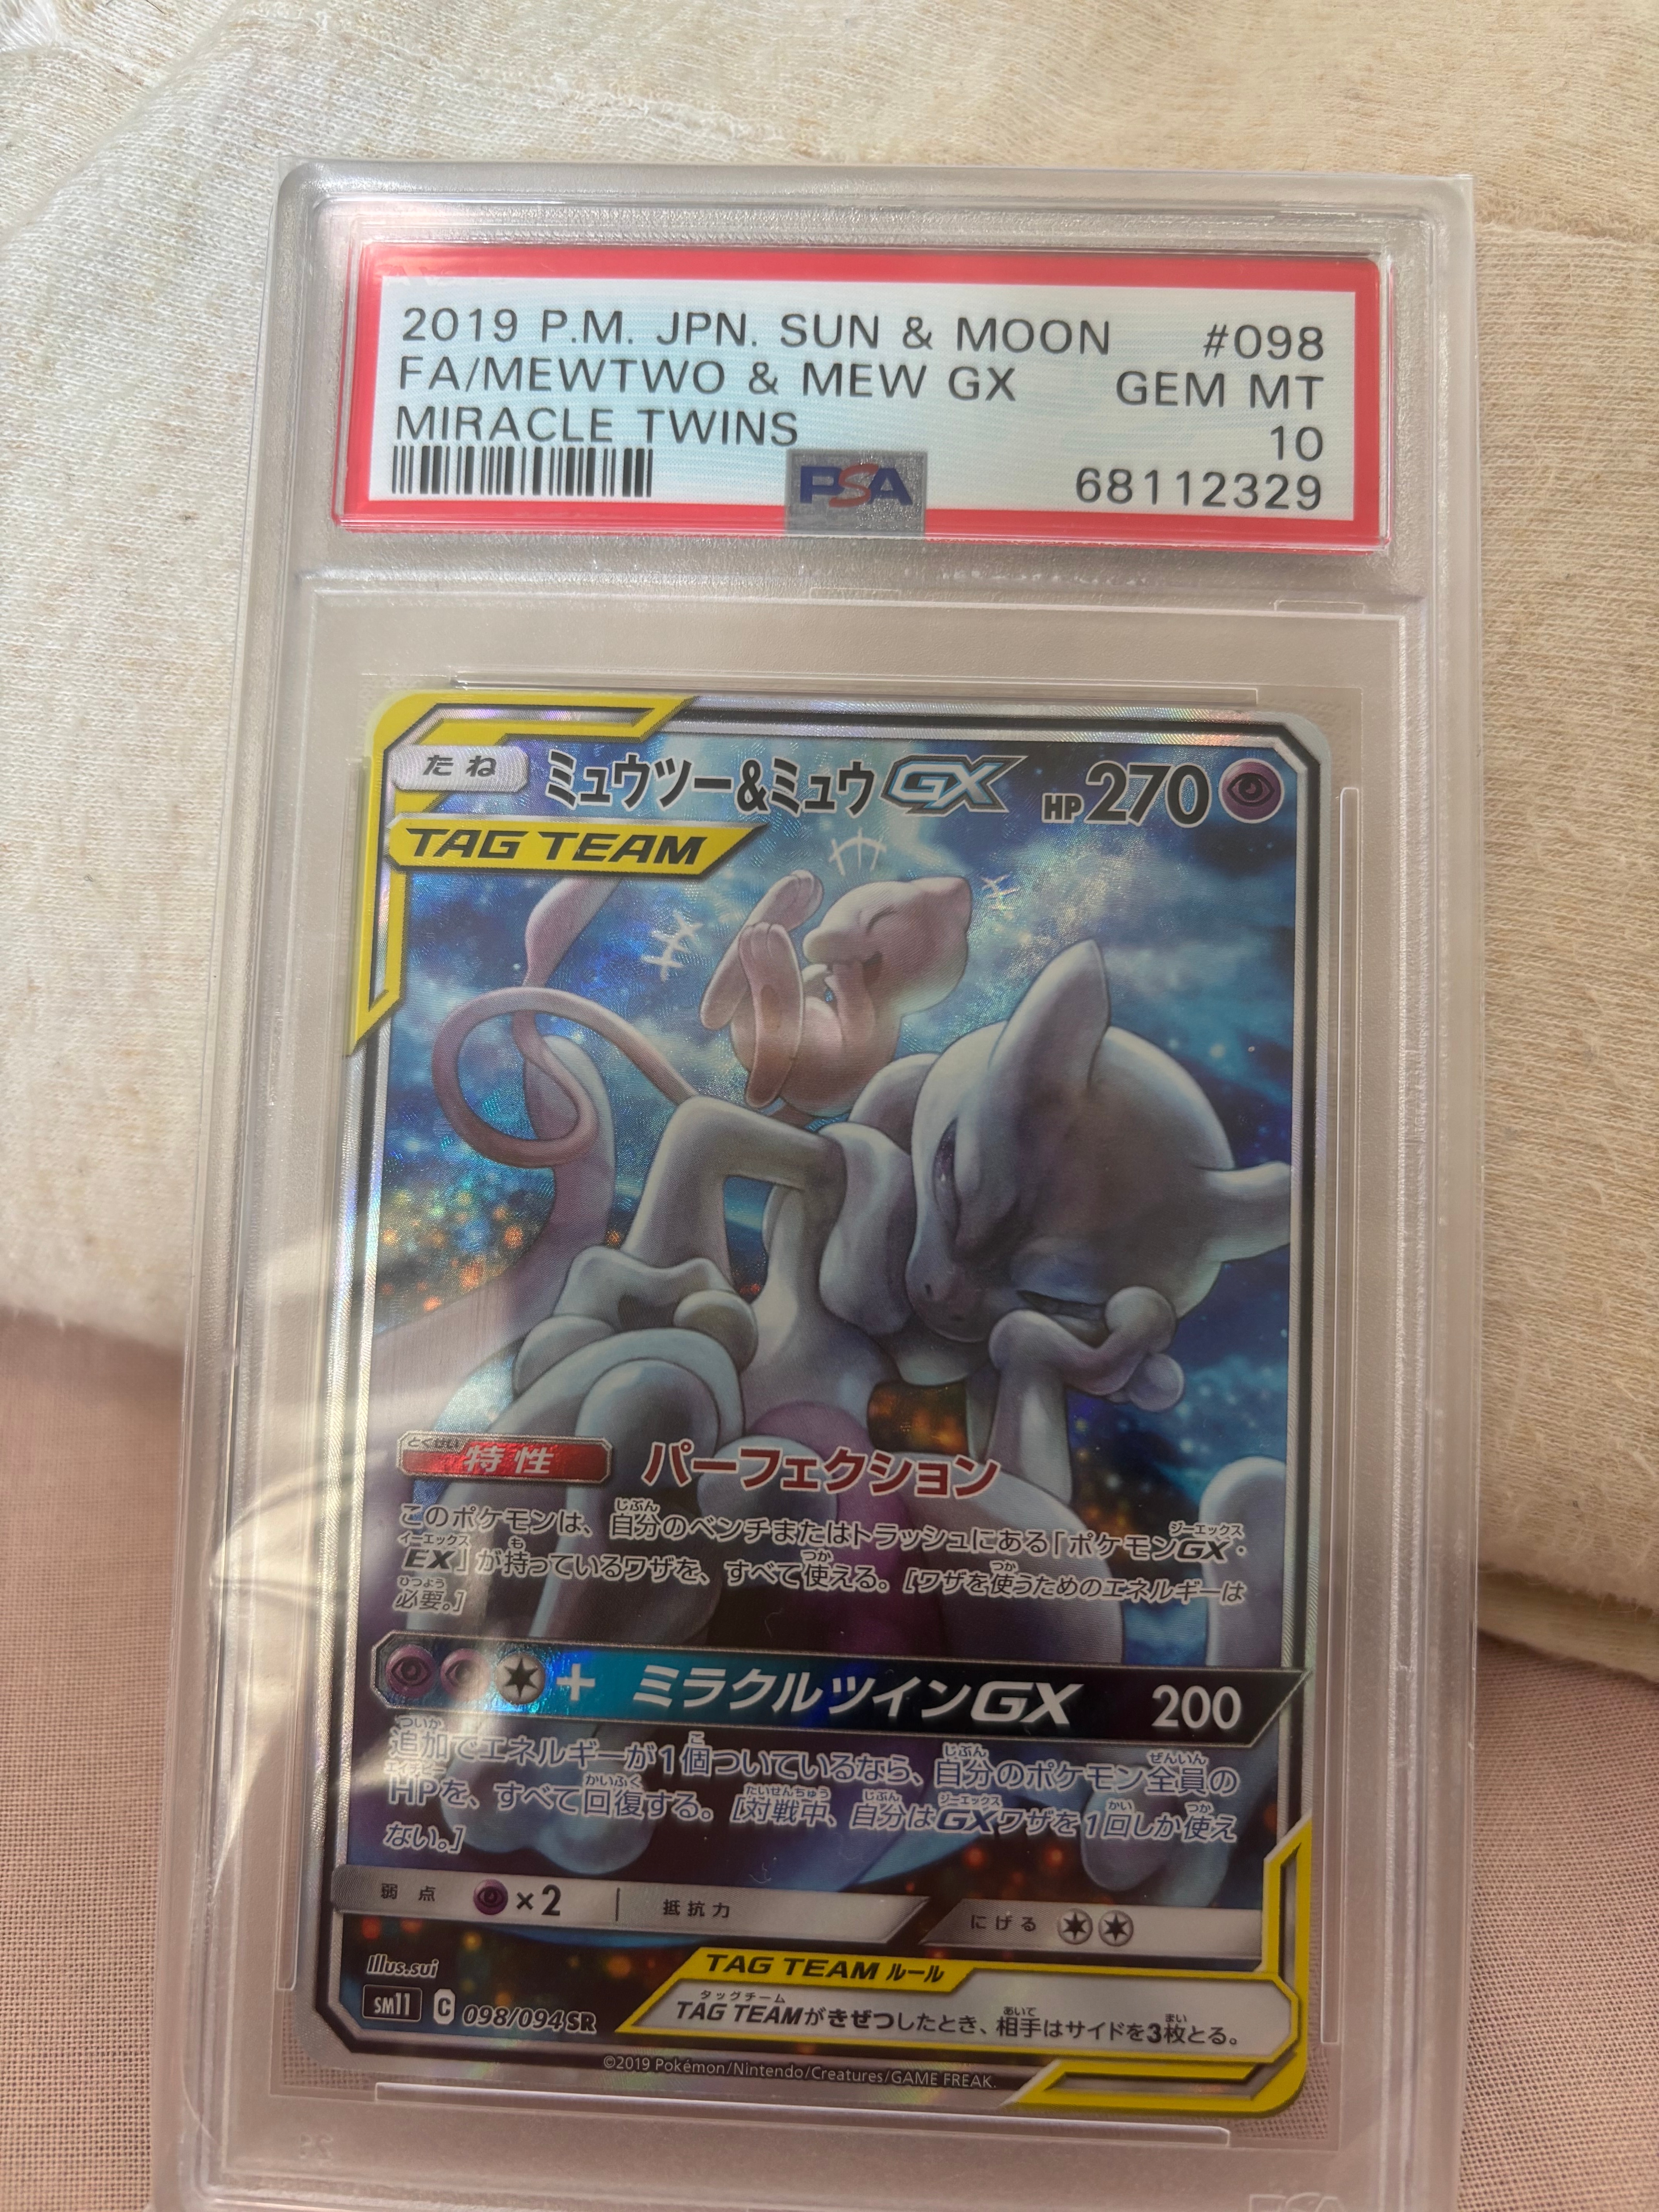 2019 P.M. JPN. SUN & MOON #098
FA/MEWTWO & MEW GX GEM MT
MIRACLE TWINS 10
PSA 68112329
たね ミュウツー&ミュウGX HP270
TAG TEAM
とくせい
特性 パーフェクション
このポケモンは、自分のベンチまたはトラッシュにある「ポケモンGX・
EX」が持っているワザを、すべて使える。[ワザを使うためのエネルギーは
必要。]
+ ミラクルツインGX 200
追加でエネルギーが1個ついているなら、自分のポケモン全員の
HPを、すべて回復する。[対戦中、自分はGXワザを1回しか使え
ない。]
弱点 ×2 抵抗力 にげる
Illus.sui
SM11 C 098/094 SR
TAG TEAM ルール
タッグチーム
TAG TEAMがきぜつしたとき、相手はサイドを3枚とる。
©2019 Pokémon/Nintendo/Creatures/GAME FREAK.